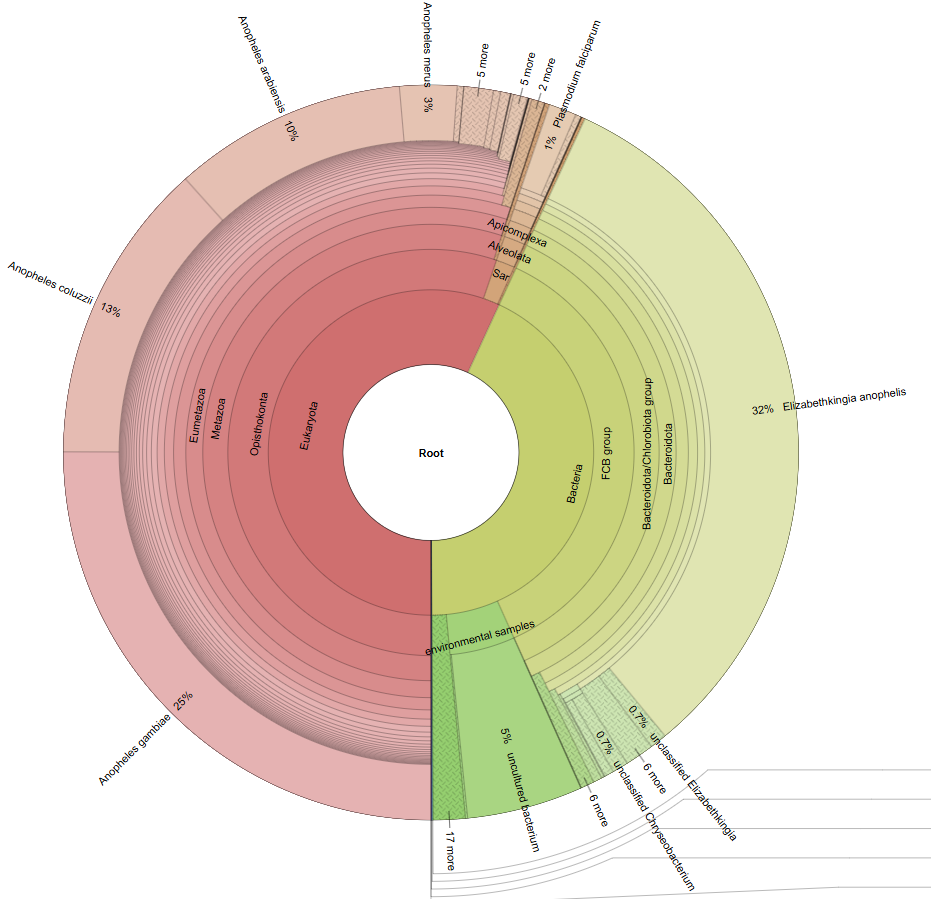 Anopheles merus 3%
5 more
5 more
2 more
1% Plasmodium falciparum
Anopheles arabiensis 10%
Anopheles coluzzii 13%
Anopheles gambiae 25%
Apicomplexa
Alveolata
Sar
Eumetazoa
Metazoa
Opisthokonta
Eukaryota
Root
Bacteria
FCB group
Bacteroidota/Chlorobiota group
Bacteroidota
32% Elizabethkingia anophelis
environmental samples
0.7% unclassified Elizabethkingia
6 more
0.7% unclassified Chryseobacterium
6 more
5% uncultured bacterium
17 more